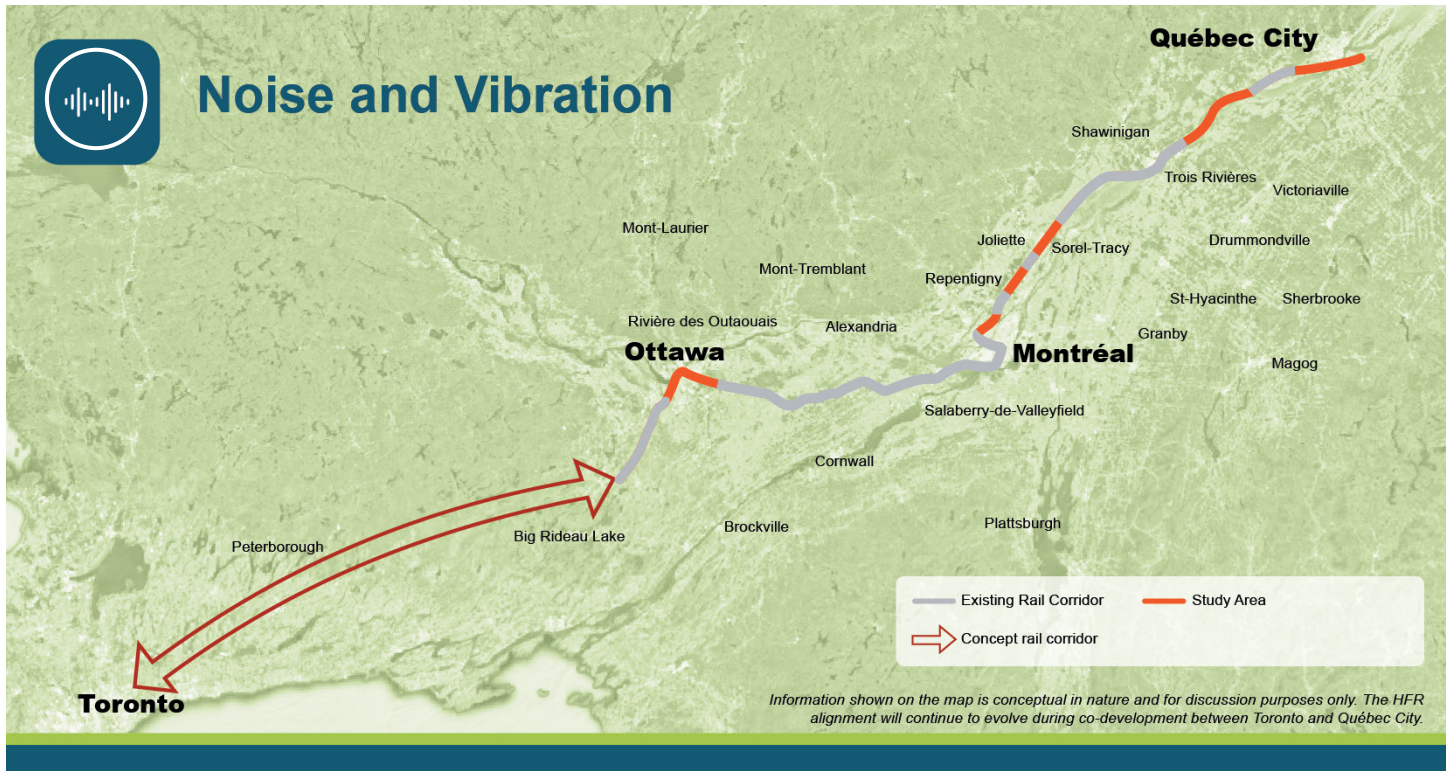 Noise and Vibration
Québec City
Shawinigan
Trois Rivières
Victoriaville
Mont-Laurier
Joliette
Sorel-Tracy
Drummondville
Mont-Tremblant
Repentigny
St-Hyacinthe
Sherbrooke
Rivière des Outaouais
Alexandria
Granby
Ottawa
Montréal
Magog
Salaberry-de-Valleyfield
Cornwall
Brockville
Plattsburgh
Big Rideau Lake
Peterborough
Toronto
Existing Rail Corridor
Study Area
Concept rail corridor
Information shown on the map is conceptual in nature and for discussion purposes only. The HFR
alignment will continue to evolve during co-development between Toronto and Québec City.